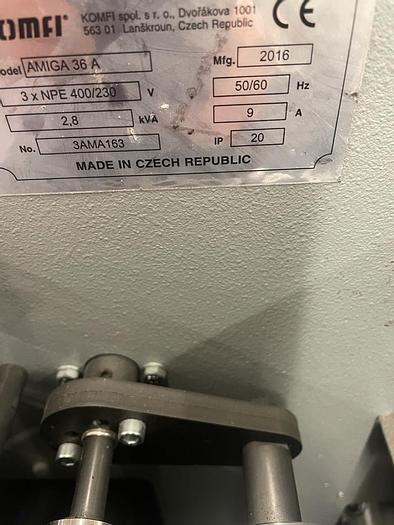 KOMFI KOMFI spol. s r. o., Dvořákova 1001
563 01 Lanškroun, Czech Republic CE
Model AMIGA 36 A Mfg. 2016
3 x NPE 400/230 V 50/60 Hz
2,8 kVA 9 A
No. 3AMA163 IP 20
MADE IN CZECH REPUBLIC